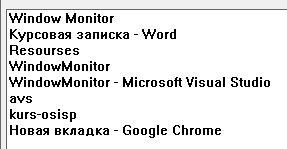 Window Monitor
Курсовая записка - Word
Resourses
WindowMonitor
WindowMonitor - Microsoft Visual Studio
avs
kurs-osisp
Новая вкладка - Google Chrome